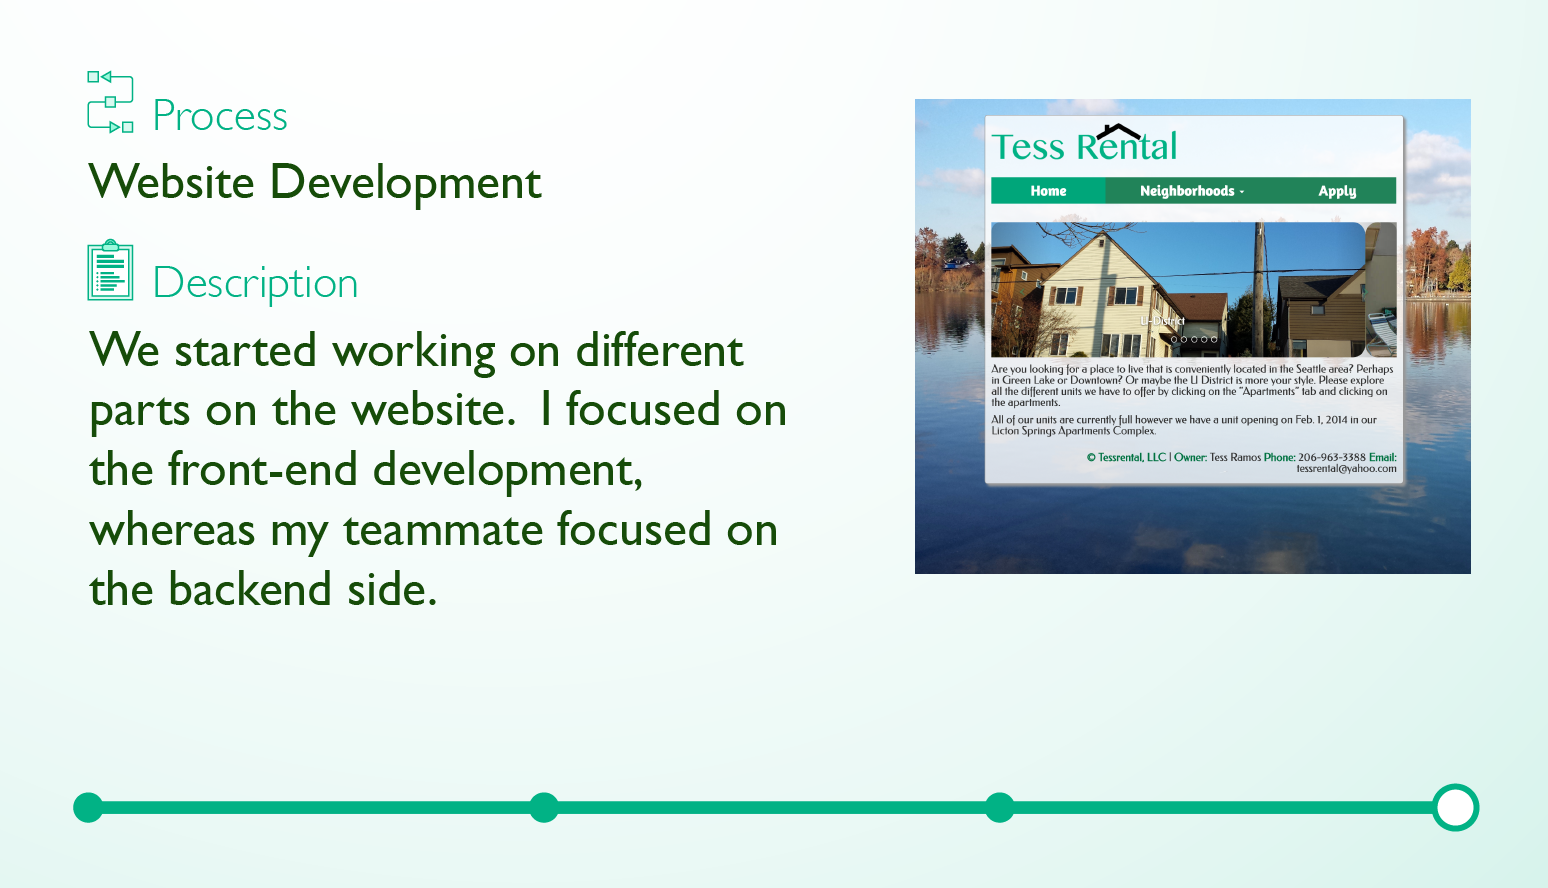 Process
Website Development
Description
We started working on different
parts on the website.  I focused on
the front-end development,
whereas my teammate focused on
the backend side.
Tess Rental
Home Neighborhoods Apply
U-District
Are you looking for a place to live that is conveniently located in the Seattle area? Perhaps
in Green Lake or Downtown? Or maybe the U District is more your style. Please explore
all the different units we have to offer by clicking on the "Apartments" tab and clicking on
the apartments.
All of our units are currently full however we have a unit opening on Feb. 1, 2014 in our
Licton Springs Apartments Complex.
© Tessrental, LLC | Owner: Tess Ramos Phone: 206-963-3388 Email:
tessrental@yahoo.com